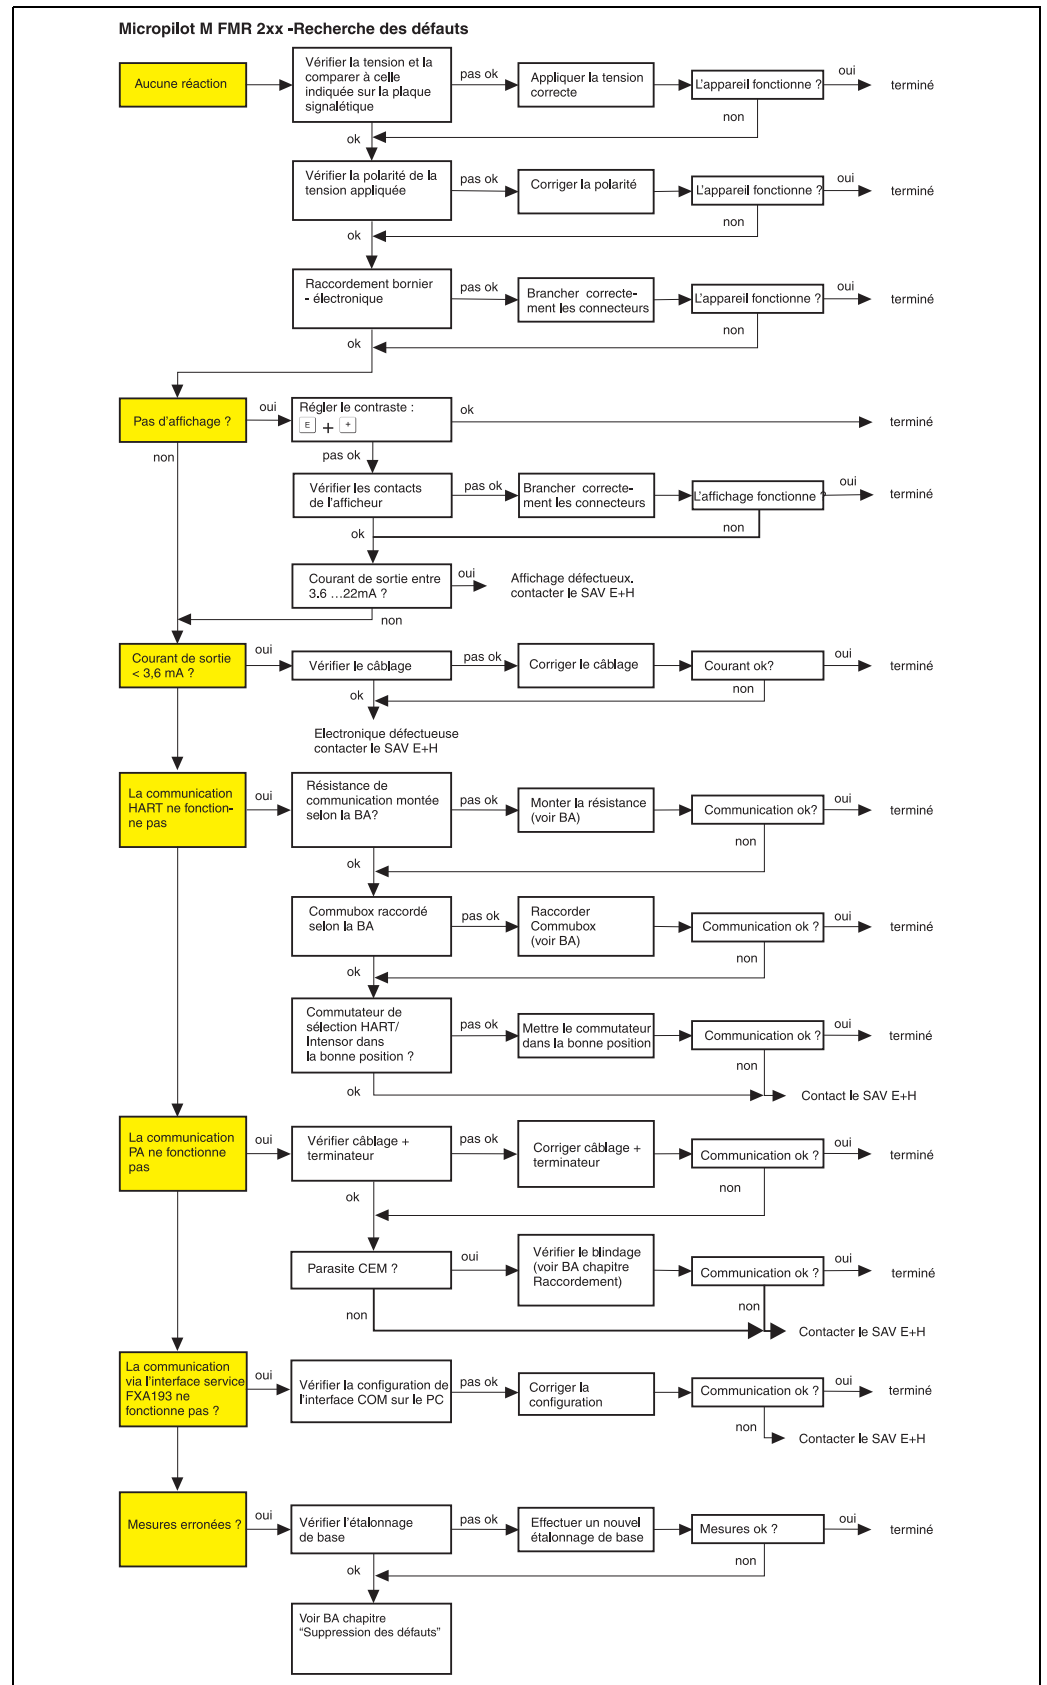 Micropilot M FMR 2xx -Recherche des défauts
Aucune réaction
Vérifier la tension et la
comparer à celle
indiquée sur la plaque
signalétique
pas ok
Appliquer la tension
correcte
L'appareil fonctionne ?
oui
terminé
non
ok
Vérifier la polarité de la
tension appliquée
pas ok
Corriger la polarité
L'appareil fonctionne ?
oui
terminé
non
ok
Raccordement bornier
- électronique
pas ok
Brancher correcte-
ment les connecteurs
L'appareil fonctionne ?
oui
terminé
non
ok
Pas d'affichage ?
oui
Régler le contraste :
E + +
ok
terminé
non
pas ok
Vérifier les contacts
de l'afficheur
pas ok
Brancher correcte-
ment les connecteurs
L'affichage fonctionne ?
oui
terminé
non
ok
Courant de sortie entre
3.6 ...22mA ?
oui
Affichage défectueux.
contacter le SAV E+H
non
Courant de sortie
< 3,6 mA ?
oui
Vérifier le câblage
pas ok
Corriger le câblage
Courant ok?
oui
terminé
non
ok
Electronique défectueuse
contacter le SAV E+H
La communication
HART ne fonction-
ne pas
oui
Résistance de
communication montée
selon la BA?
pas ok
Monter la résistance
(voir BA)
Communication ok?
oui
terminé
non
ok
Commubox raccordé
selon la BA
pas ok
Raccorder
Commubox
(voir BA)
Communication ok ?
oui
terminé
non
ok
Commutateur de
sélection HART/
Intensor dans
la bonne position ?
pas ok
Mettre le commutateur
dans la bonne position
Communication ok ?
oui
terminé
non
ok
Contact le SAV E+H
La communication
PA ne fonctionne
pas
oui
Vérifier câblage +
terminateur
pas ok
Corriger câblage +
terminateur
Communication ok ?
oui
terminé
non
ok
Parasite CEM ?
oui
Vérifier le blindage
(voir BA chapitre
Raccordement)
Communication ok ?
oui
terminé
non
non
Contacter le SAV E+H
La communication
via l'interface service
FXA193 ne
fonctionne pas ?
oui
Vérifier la configuration de
l'interface COM sur le PC
pas ok
Corriger la
configuration
Communication ok ?
oui
terminé
non
Contacter le SAV E+H
Mesures erronées ?
oui
Vérifier l'étalonnage
de base
pas ok
Effectuer un nouvel
étalonnage de base
Mesures ok ?
oui
terminé
non
ok
Voir BA chapitre
"Suppression des défauts"